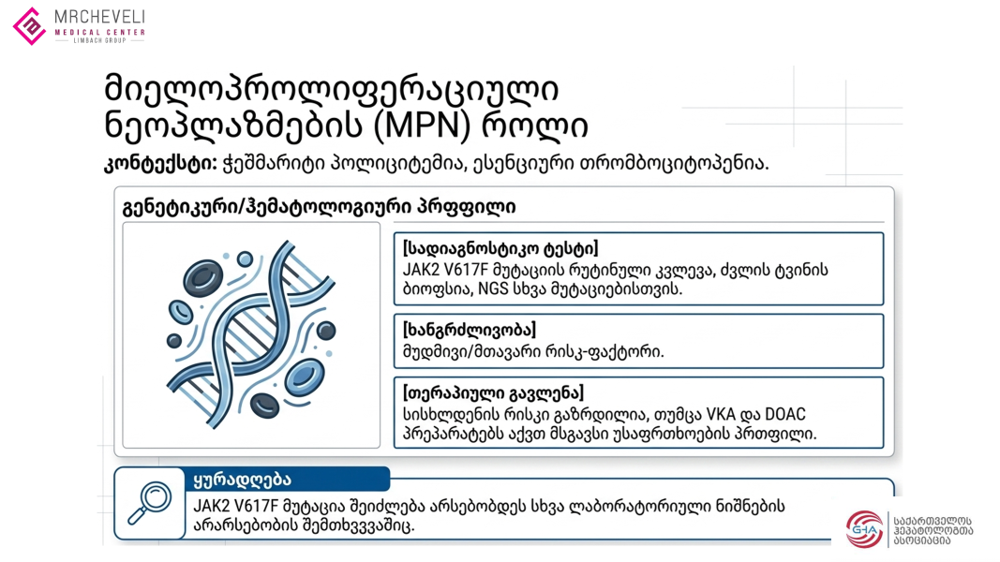 MRCHEVELI
MEDICAL CENTER
LIMBACH GROUP
მიელოპროლიფერაციული
ნეოპლაზმების (MPN) როლი
კონტექსტი: ჭეშმარიტი პოლიციტემია, ესენციური თრომბოციტოპენია.
გენეტიკური/ჰემატოლოგიური პრფფილი
[სადიაგნოსტიკო ტესტი]
JAK2 V617F მუტაციის რუტინული კვლევა, ძვლის ტვინის
ბიოფსია, NGS სხვა მუტაციებისთვის.
[ხანგრძლივობა]
მუდმივი/მთავარი რისკ-ფაქტორი.
[თერაპიული გავლენა]
სისხლდენის რისკი გაზრდილია, თუმცა VKA და DOAC
პრეპარატებს აქვთ მსგავსი უსაფრთხოების პრთფილი.
ყურადღება
JAK2 V617F მუტაცია შეიძლება არსებობდეს სხვა ლაბორატორიული ნიშნების
არარსებობის შემთხვევაშიც.
GHA
საქართველოს
ჰეპატოლოგთა
ასოციაცია